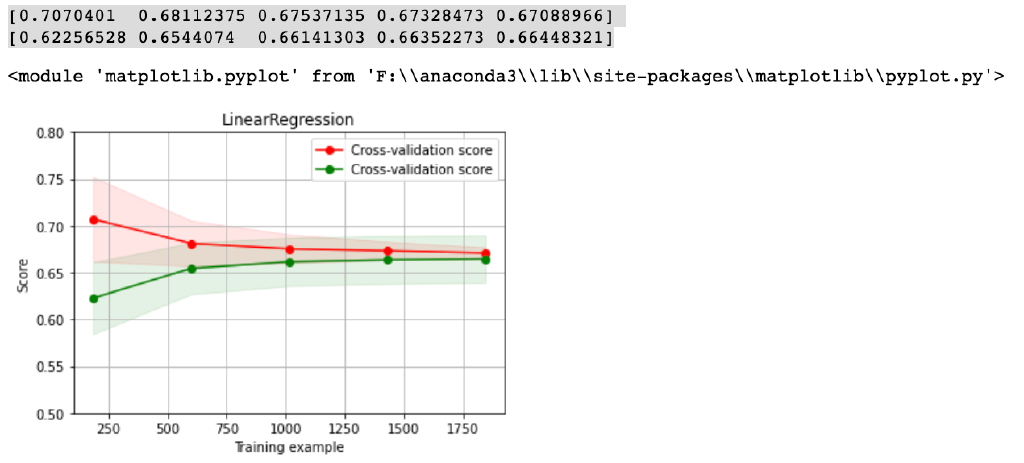 [0.7070401  0.68112375 0.67537135 0.67328473 0.67088966]
[0.62256528 0.6544074  0.66141303 0.66352273 0.66448321]
<module 'matplotlib.pyplot' from 'F:\\anaconda3\\lib\\site-packages\\matplotlib\\pyplot.py'>
LinearRegression
Cross-validation score
Cross-validation score
0.80
0.75
0.70
0.65
0.60
0.55
0.50
Score
250 500 750 1000 1250 1500 1750
Training example